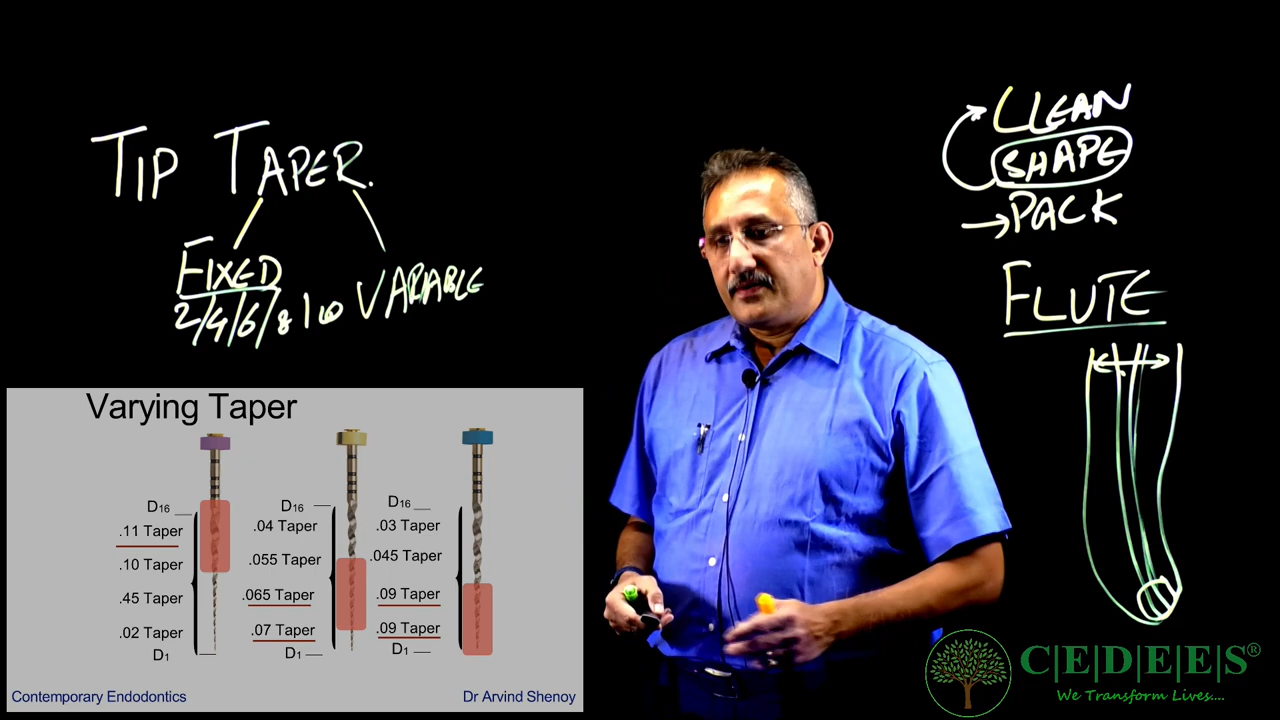 TIP TAPER.
FIXED
2/4/6/8/10
VARIABLE
CLEAN
SHAPE
→PACK
FLUTE
Varying Taper
D16
.11 Taper
.10 Taper
.45 Taper
.02 Taper
D1
D16
.04 Taper
.055 Taper
.065 Taper
.07 Taper
D1
D16
.03 Taper
.045 Taper
.09 Taper
.09 Taper
D1
Contemporary Endodontics
Dr Arvind Shenoy
C|E|D|E|E|S®
We Transform Lives....